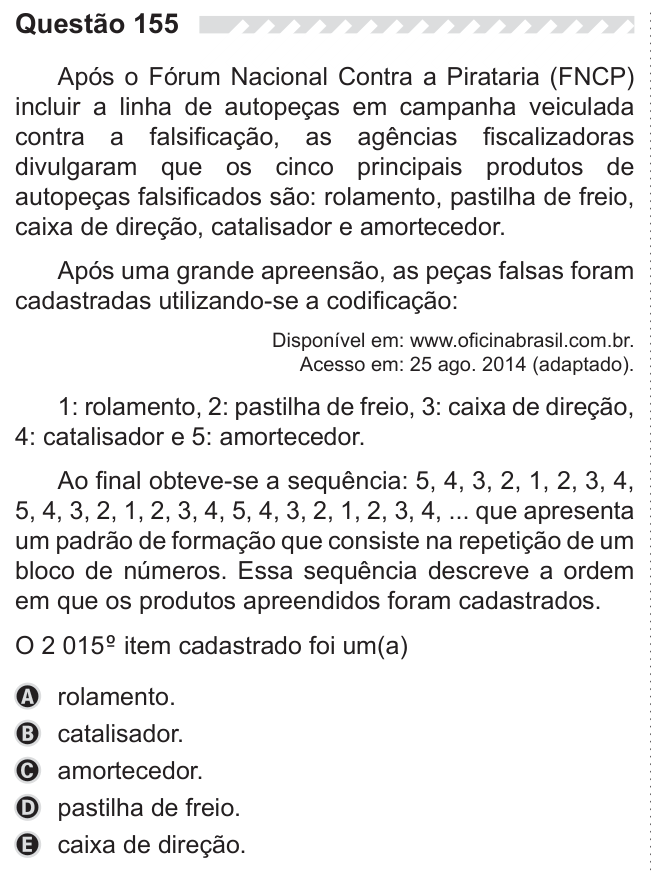 Questão 155
Após o Fórum Nacional Contra a Pirataria (FNCP)
incluir a linha de autopeças em campanha veiculada
contra a falsificação, as agências fiscalizadoras
divulgaram que os cinco principais produtos de
autopeças falsificados são: rolamento, pastilha de freio,
caixa de direção, catalisador e amortecedor.
Após uma grande apreensão, as peças falsas foram
cadastradas utilizando-se a codificação:
Disponível em: www.oficinabrasil.com.br.
Acesso em: 25 ago. 2014 (adaptado).
1: rolamento, 2: pastilha de freio, 3: caixa de direção,
4: catalisador e 5: amortecedor.
Ao final obteve-se a sequência: 5, 4, 3, 2, 1, 2, 3, 4,
5, 4, 3, 2, 1, 2, 3, 4, 5, 4, 3, 2, 1, 2, 3, 4, ... que apresenta
um padrão de formação que consiste na repetição de um
bloco de números. Essa sequência descreve a ordem
em que os produtos apreendidos foram cadastrados.
O 2 015º item cadastrado foi um(a)
A rolamento.
B catalisador.
C amortecedor.
D pastilha de freio.
E caixa de direção.